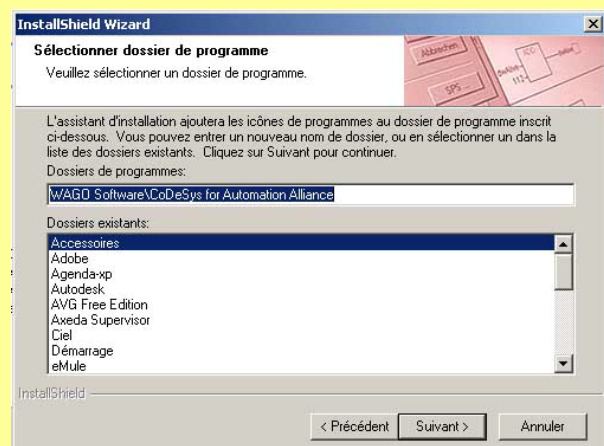 InstallShield Wizard
Sélectionner dossier de programme
Veuillez sélectionner un dossier de programme.
Abbrechen
SPS ...
L'assistant d'installation ajoutera les icônes de programmes au dossier de programme inscrit
ci-dessous. Vous pouvez entrer un nouveau nom de dossier, ou en sélectionner un dans la
liste des dossiers existants. Cliquez sur Suivant pour continuer.
Dossiers de programmes:
WAGO Software\CoDeSys for Automation Alliance
Dossiers existants:
Accessoires
Adobe
Agenda-xp
Autodesk
AVG Free Edition
Axeda Supervisor
Ciel
Démarrage
eMule
InstallShield
< Précédent
Suivant >
Annuler